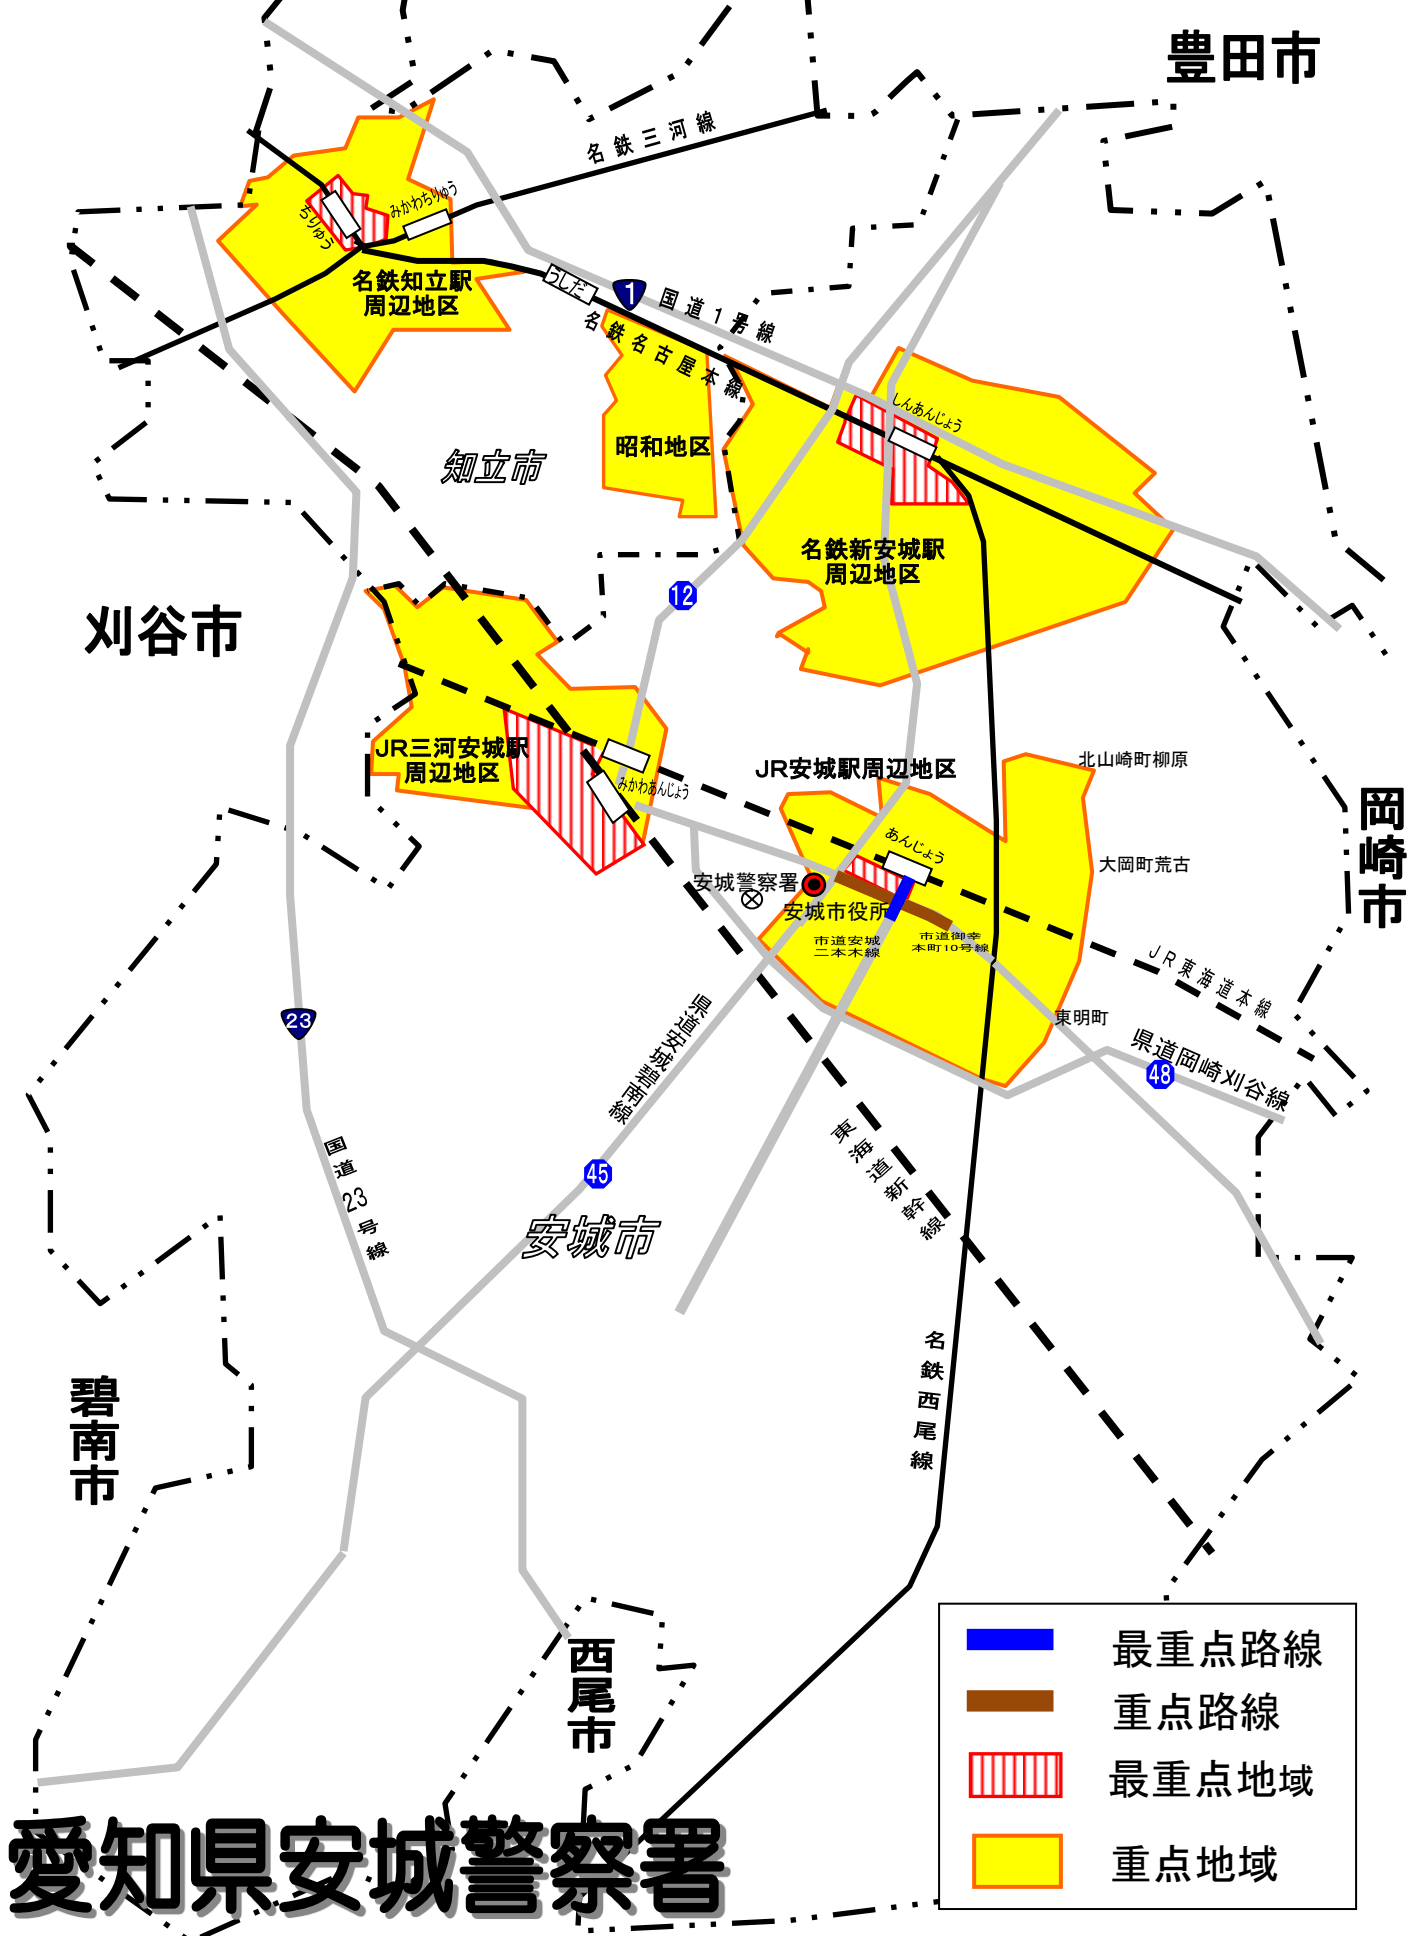 豊田市
名鉄三河線
みかわちりゅう
ちりゅう
名鉄知立駅
周辺地区
うしだ
1
国道1号線
名鉄名古屋本線
しんあんじょう
昭和地区
知立市
名鉄新安城駅
周辺地区
12
刈谷市
JR三河安城駅
周辺地区
みかわあんじょう
JR安城駅周辺地区
北山崎町柳原
岡崎市
あんじょう
大岡町荒古
安城警察署
安城市役所
市道安城
二本木線
市道御幸
本町10号線
JR東海道本線
東明町
23
県道安城碧南線
県道岡崎刈谷線
48
東海道新幹線
国道23号線
45
安城市
名鉄西尾線
碧南市
西尾市
最重点路線
重点路線
最重点地域
重点地域
愛知県安城警察署